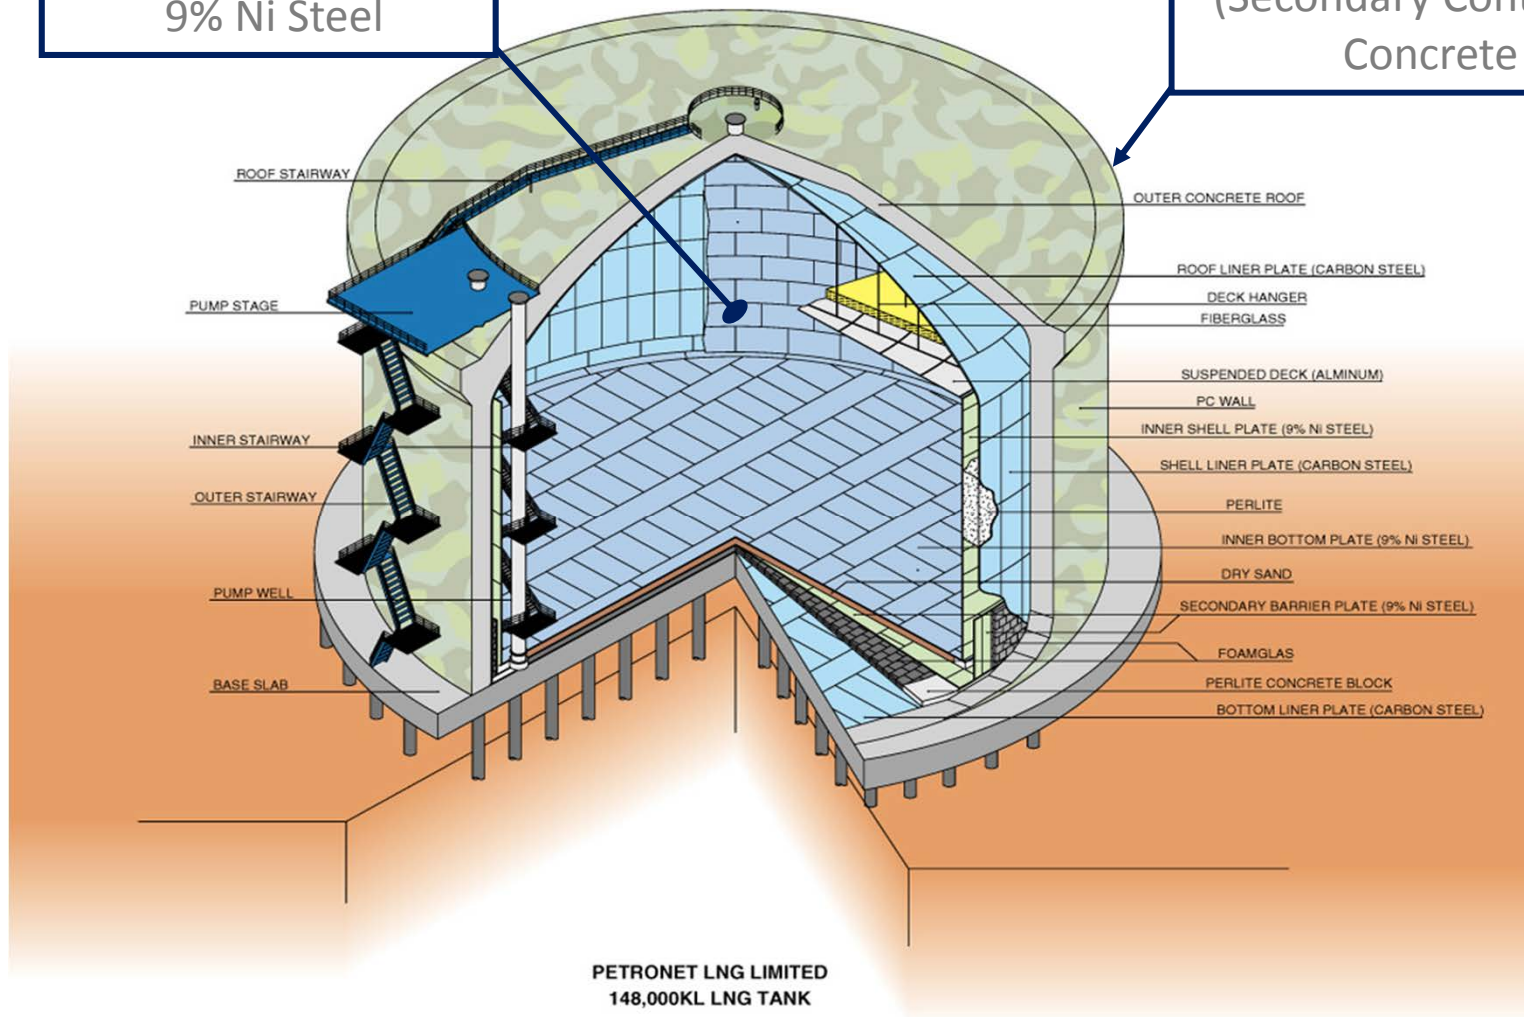 9% Ni Steel
(Secondary
Concrete
ROOF STAIRWAY
PUMP STAGE
INNER STAIRWAY
OUTER STAIRWAY
PUMP WELL
BASE SLAB
OUTER CONCRETE ROOF
ROOF LINER PLATE (CARBON STEEL)
DECK HANGER
FIBERGLASS
SUSPENDED DECK (ALMINUM)
PC WALL
INNER SHELL PLATE (9% Ni STEEL)
SHELL LINER PLATE (CARBON STEEL)
PERLITE
INNER BOTTOM PLATE (9% Ni STEEL)
DRY SAND
SECONDARY BARRIER PLATE (9% Ni STEEL)
FOAMGLAS
PERLITE CONCRETE BLOCK
BOTTOM LINER PLATE (CARBON STEEL)
PETRONET LNG LIMITED
148,000KL LNG TANK